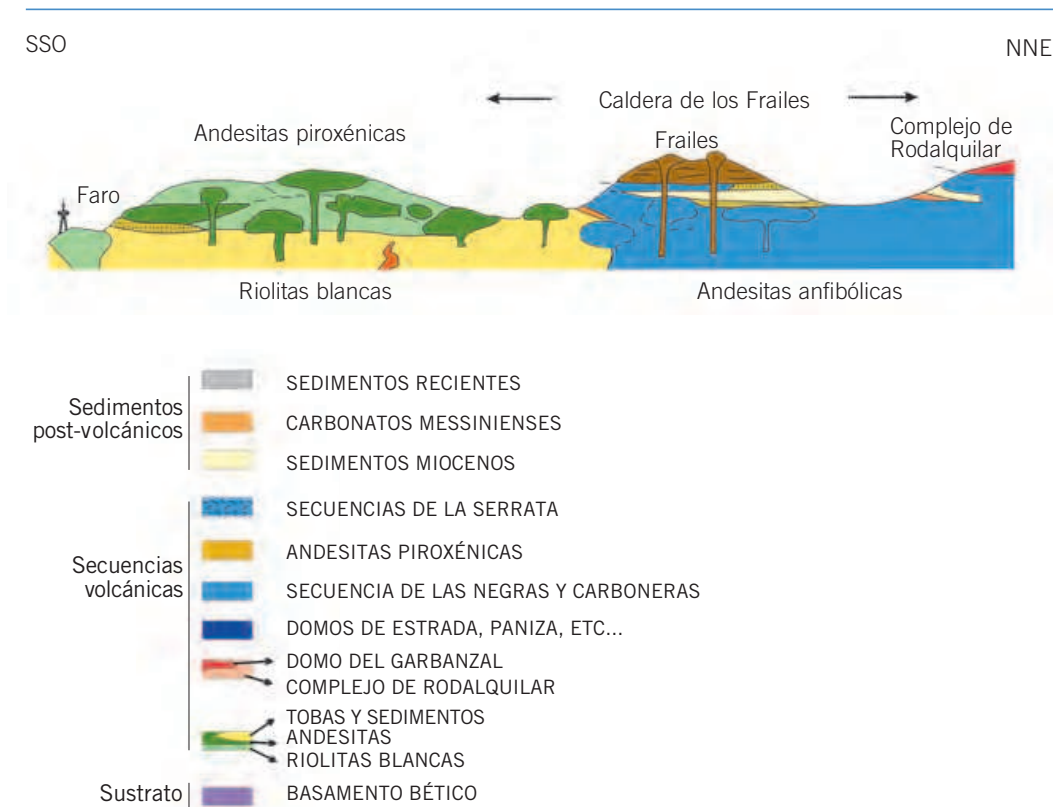 SSO
NNE
Caldera de los Frailes
Andesitas piroxénicas
Frailes
Complejo de
Rodalquilar
Faro
Riolitas blancas
Andesitas anfibólicas
Sedimentos
post-volcánicos
SEDIMENTOS RECIENTES
CARBONATOS MESSINIENSES
SEDIMENTOS MIOCENOS
Secuencias
volcánicas
SECUENCIAS DE LA SERRATA
ANDESITAS PIROXÉNICAS
SECUENCIA DE LAS NEGRAS Y CARBONERAS
DOMOS DE ESTRADA, PANIZA, ETC...
DOMO DEL GARBANZAL
COMPLEJO DE RODALQUILAR
TOBAS Y SEDIMENTOS
ANDESITAS
RIOLITAS BLANCAS
Sustrato
BASAMENTO BÉTICO